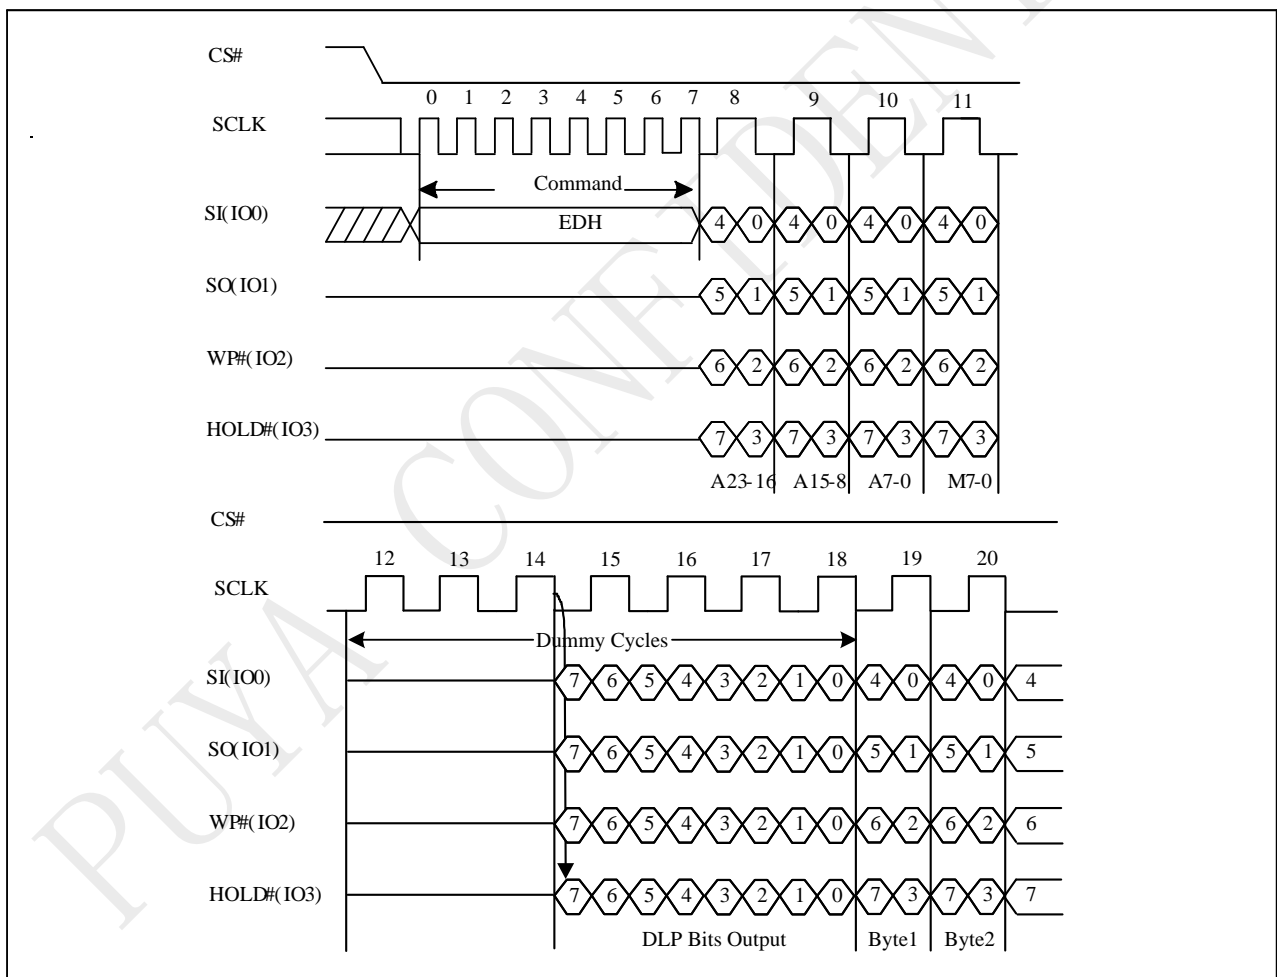 CS#
0 1 2 3 4 5 6 7 8 9 10 11
SCLK
Command
SI(IO0) EDH 4 0 4 0 4 0 4 0
SO(IO1) 5 1 5 1 5 1 5 1
WP#(IO2) 6 2 6 2 6 2 6 2
HOLD#(IO3) 7 3 7 3 7 3 7 3
A23-16 A15-8 A7-0 M7-0
CS#
12 13 14 15 16 17 18 19 20
SCLK
Dummy Cycles
SI(IO0) 7 6 5 4 3 2 1 0 4 0 4 0 4
SO(IO1) 7 6 5 4 3 2 1 0 5 1 5 1 5
WP#(IO2) 7 6 5 4 3 2 1 0 6 2 6 2 6
HOLD#(IO3) 7 6 5 4 3 2 1 0 7 3 7 3 7
DLP Bits Output Byte1 Byte2
PUYA CONFIDEN